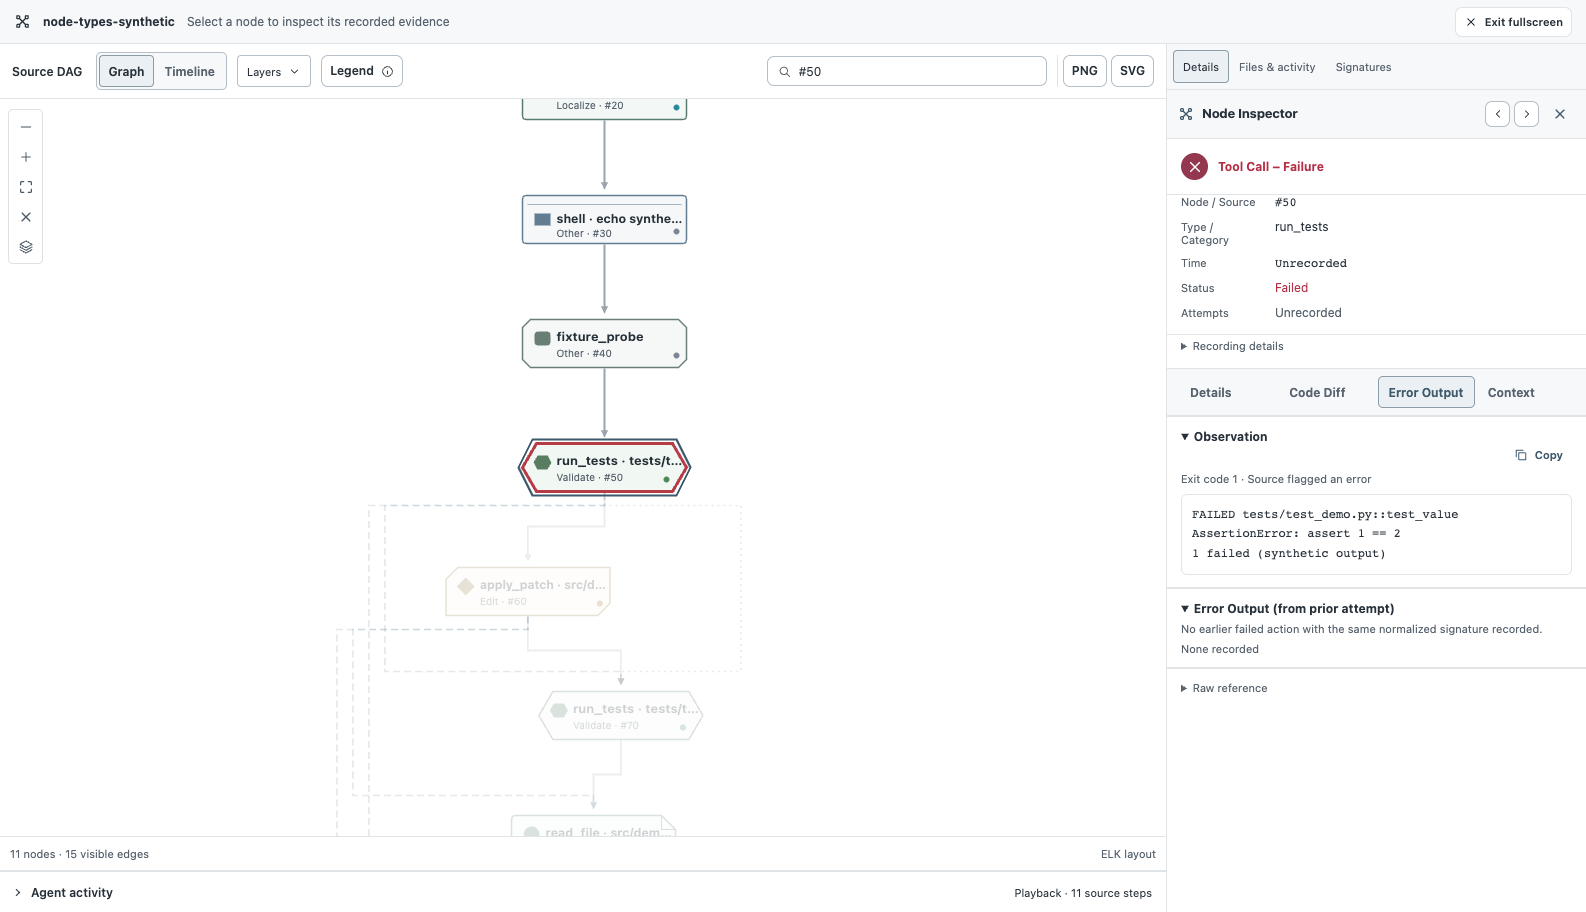 node-types-synthetic Select a node to inspect its recorded evidence
Exit fullscreen
Source DAG
Graph
Timeline
Layers
Legend
#50
PNG
SVG
Localize · #20
shell · echo synthe...
Other · #30
fixture_probe
Other · #40
run_tests · tests/t...
Validate · #50
apply_patch · src/d...
Edit · #60
run_tests · tests/t...
Validate · #70
read_file · src/dem...
11 nodes · 15 visible edges
ELK layout
Agent activity
Playback · 11 source steps
Details
Files & activity
Signatures
Node Inspector
Tool Call – Failure
Node / Source #50
Type / Category run_tests
Time Unrecorded
Status Failed
Attempts Unrecorded
Recording details
Details
Code Diff
Error Output
Context
Observation
Copy
Exit code 1 · Source flagged an error
FAILED tests/test_demo.py::test_value
AssertionError: assert 1 == 2
1 failed (synthetic output)
Error Output (from prior attempt)
No earlier failed action with the same normalized signature recorded.
None recorded
Raw reference